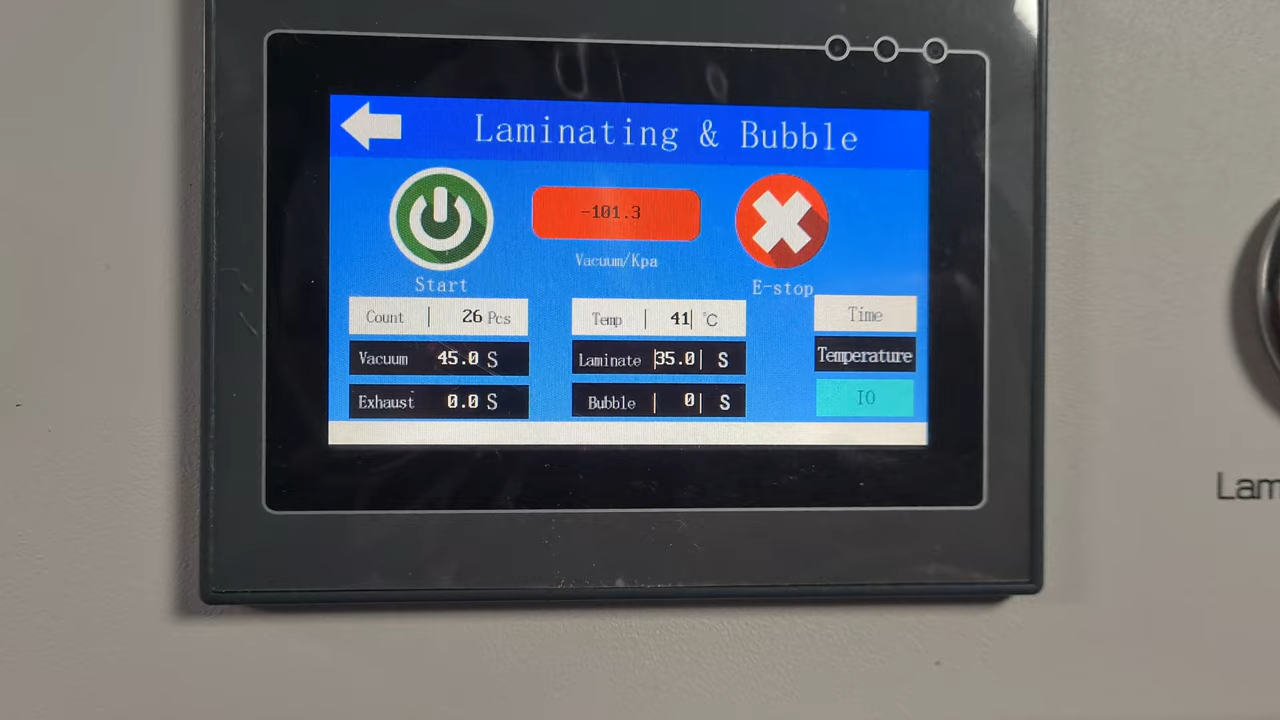 Laminating & Bubble
-101.3
Vacuum/Kpa
Start
E-stop
Count | 26 Pcs
Temp | 41| °C
Time
Vacuum 45.0 S
Laminate |35.0| S
Temperature
Exhaust 0.0 S
Bubble | 0| S
IO
Lam